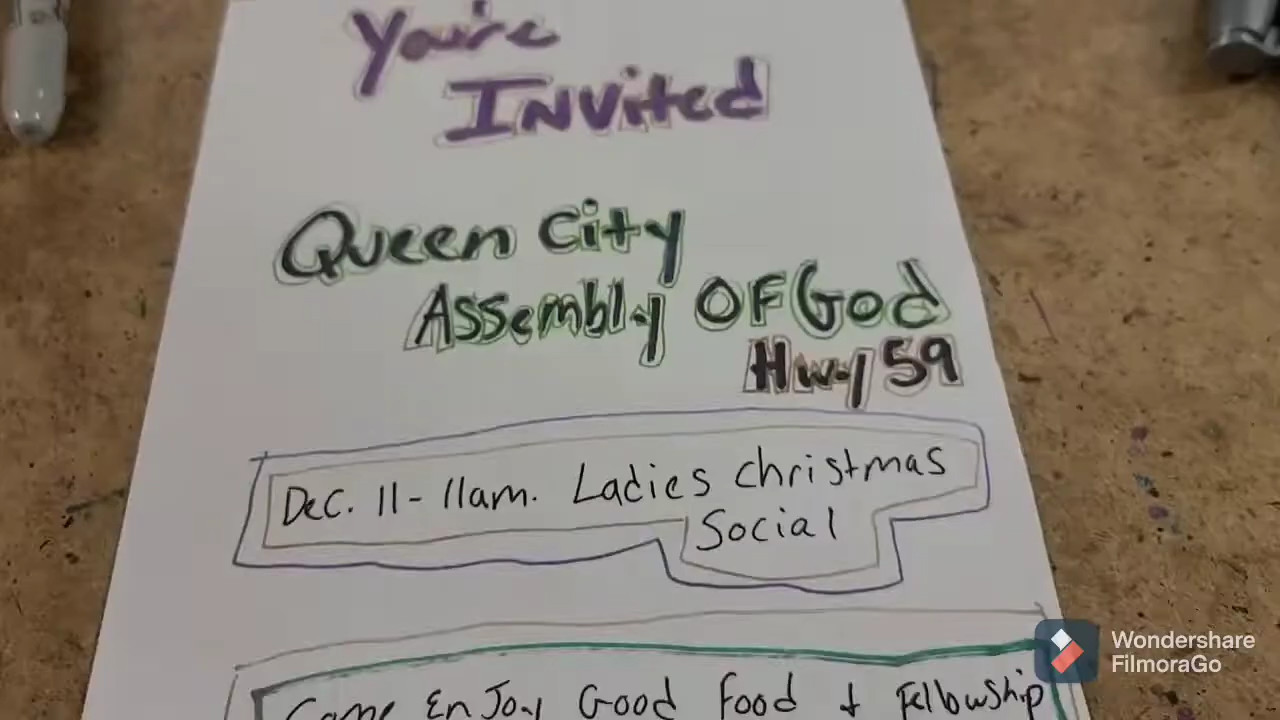 You're
INVited
Queen City
Assembly OF God
Hwy 59
Dec. 11 - 11am. Ladies christmas
Social
Come EnJoy Good Food & Fellowship
Wondershare
FilmoraGo